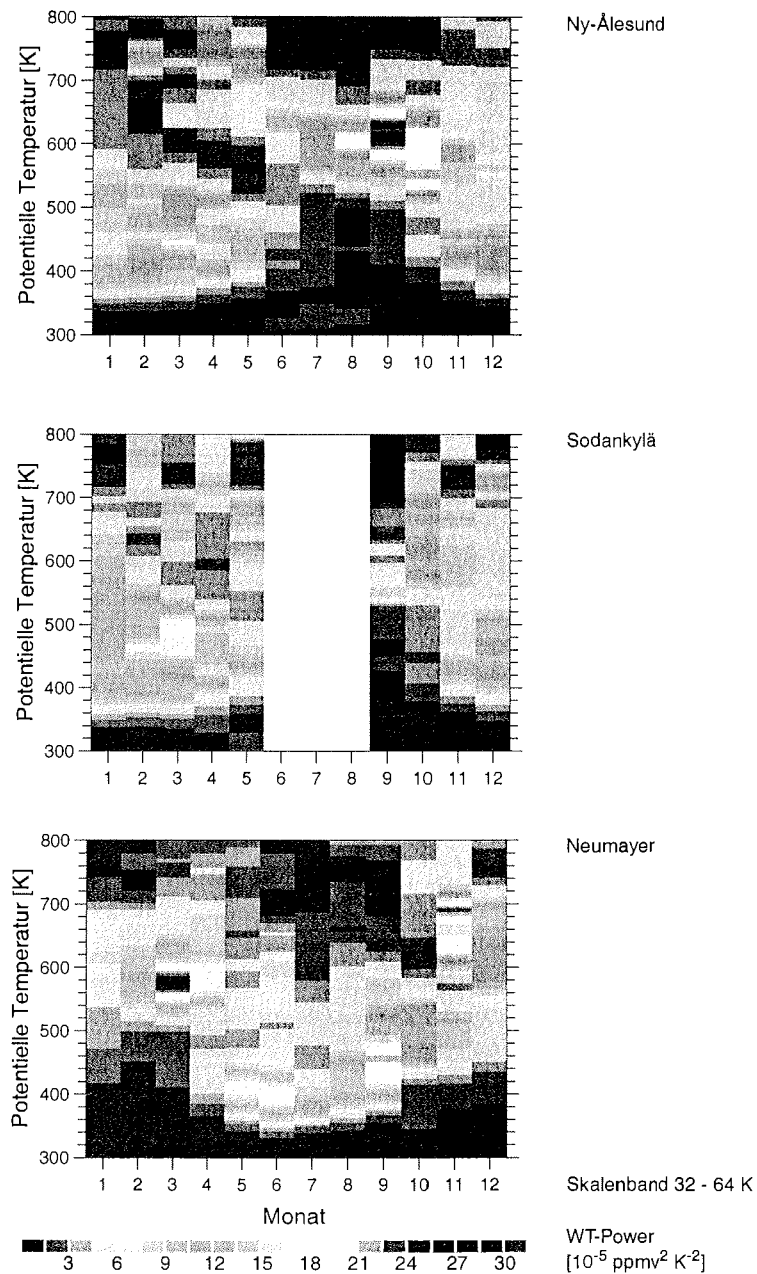 Ny-Ålesund
Potentielle Temperatur [K]
800
700
600
500
400
300
1 2 3 4 5 6 7 8 9 10 11 12
Sodankylä
Potentielle Temperatur [K]
800
700
600
500
400
300
1 2 3 4 5 6 7 8 9 10 11 12
Neumayer
Potentielle Temperatur [K]
800
700
600
500
400
300
1 2 3 4 5 6 7 8 9 10 11 12
Monat
Skalenband 32 - 64 K
3 6 9 12 15 18 21 24 27 30
WT-Power
[10⁻⁵ ppmv² K⁻²]